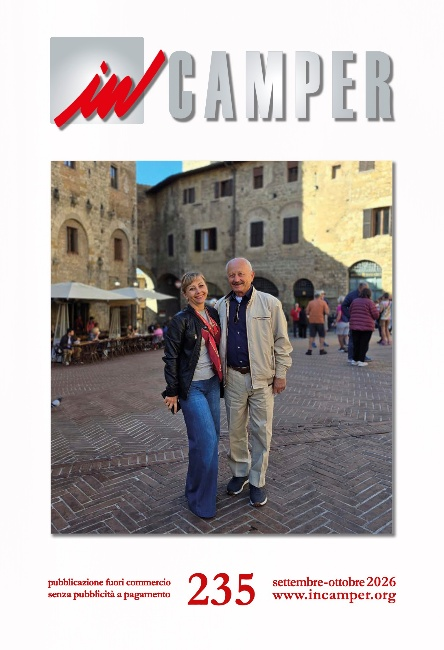 in CAMPER
pubblicazione fuori commercio
senza pubblicità a pagamento
235
settembre-ottobre 2026
www.incamper.org